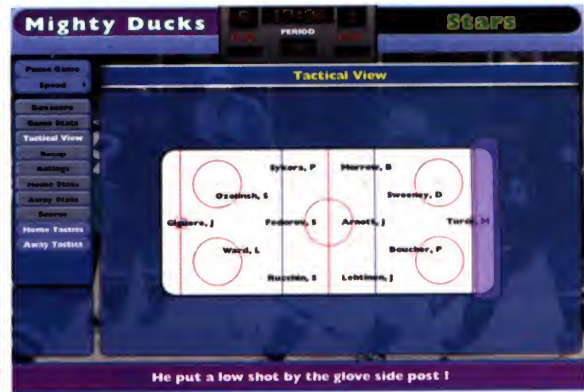 Mighty Ducks
PERIOD
Stars
Pause Game
Speed
Tactical View
Boxscore
Game Stats
Tactical View
Recap
Ratings
Home Stats
Away Stats
Scores
Home Tactics
Away Tactics
Sykora, P
Morrow, B
Ozolinsh, S
Sweeney, D
Giguere, J
Fedorov, S
Arnott, J
Turco, M
Ward, L
Boucher, P
Rucchin, S
Lehtinen, J
He put a low shot by the glove side post !